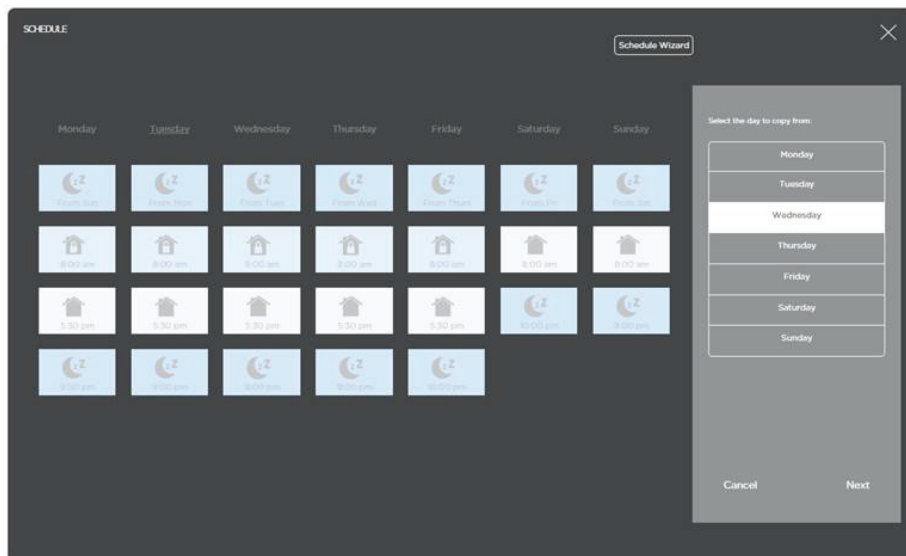 SCHEDULE
Schedule Wizard
Monday Tuesday Wednesday Thursday Friday Saturday Sunday
From Sun From Mon From Tues From Wed From Thurs From Fri From Sat
8:00 am 8:00 am 8:00 am 8:00 am 8:00 am 8:00 am 8:00 am
5:30 pm 5:30 pm 5:30 pm 5:30 pm 5:30 pm 10:00 pm 9:00 pm
9:00 pm 9:00 pm 9:00 pm 9:00 pm 10:00 pm
Select the day to copy from:
Monday
Tuesday
Wednesday
Thursday
Friday
Saturday
Sunday
Cancel Next